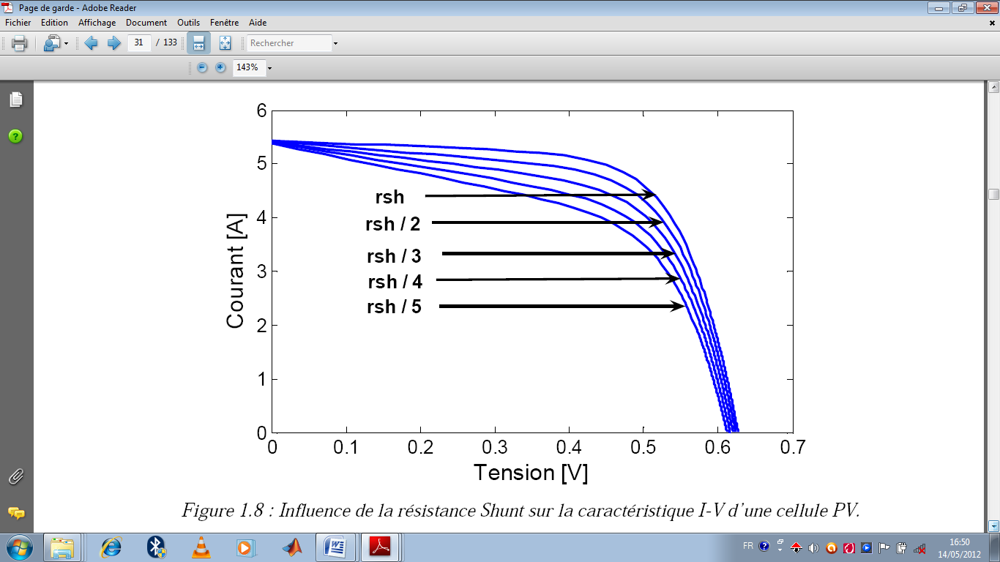 Page de garde - Adobe Reader
Fichier Edition Affichage Document Outils Fenêtre Aide
31 / 133 Rechercher
143%
6
5
4
3
2
1
0
Courant [A]
rsh
rsh / 2
rsh / 3
rsh / 4
rsh / 5
0 0.1 0.2 0.3 0.4 0.5 0.6 0.7
Tension [V]
Figure 1.8 : Influence de la résistance Shunt sur la caractéristique I-V d'une cellule PV.
FR 16:50
14/05/2012